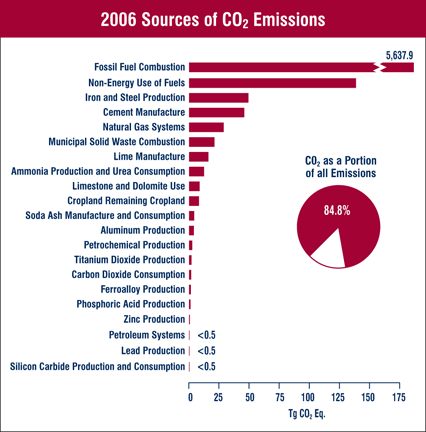 2006 Sources of CO₂ Emissions
5,637.9
Fossil Fuel Combustion
Non-Energy Use of Fuels
Iron and Steel Production
Cement Manufacture
Natural Gas Systems
Municipal Solid Waste Combustion
Lime Manufacture
Ammonia Production and Urea Consumption
Limestone and Dolomite Use
Cropland Remaining Cropland
Soda Ash Manufacture and Consumption
Aluminum Production
Petrochemical Production
Titanium Dioxide Production
Carbon Dioxide Consumption
Ferroalloy Production
Phosphoric Acid Production
Zinc Production
Petroleum Systems <0.5
Lead Production <0.5
Silicon Carbide Production and Consumption <0.5
CO₂ as a Portion
of all Emissions
84.8%
0 25 50 75 100 125 150 175
Tg CO₂ Eq.